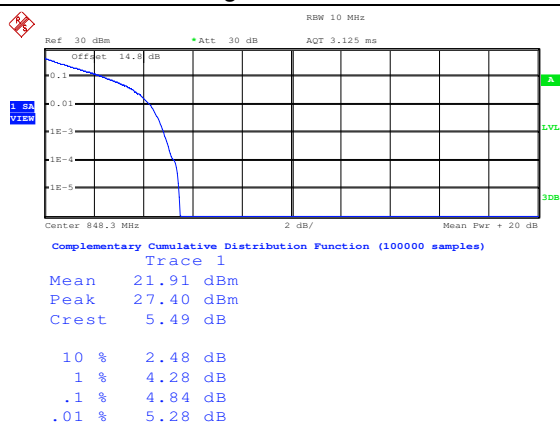 RBW 10 MHz
Ref 30 dBm *Att 30 dB AQT 3.125 ms
Offset 14.8 dB
0.1
A
0.01
1 SA
VIEW
1E-3
LVL
1E-4
1E-5
3DB
Center 848.3 MHz 2 dB/ Mean Pwr + 20 dB
Complementary Cumulative Distribution Function (100000 samples)
Trace 1
Mean 21.91 dBm
Peak 27.40 dBm
Crest 5.49 dB
10 % 2.48 dB
1 % 4.28 dB
.1 % 4.84 dB
.01 % 5.28 dB